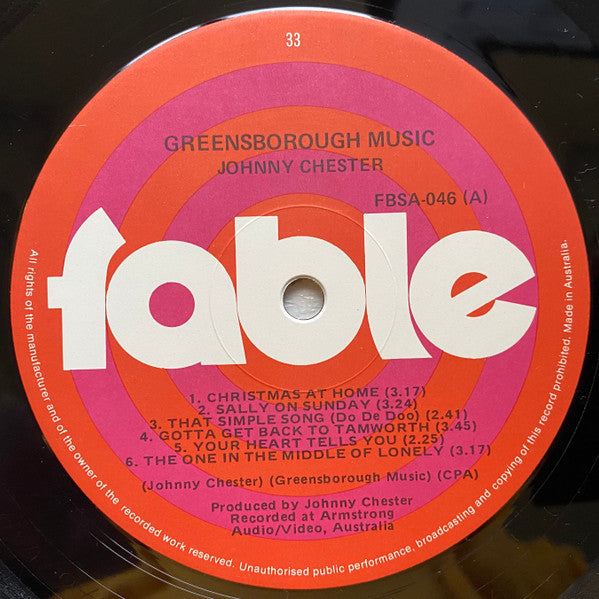 33
GREENSBOROUGH MUSIC
JOHNNY CHESTER
FBSA-046 (A)
fable
1. CHRISTMAS AT HOME (3.17)
2. SALLY ON SUNDAY (3.24)
3. THAT SIMPLE SONG (Do De Doo) (2.41)
4. GOTTA GET BACK TO TAMWORTH (3.45)
5. YOUR HEART TELLS YOU (2.25)
6. THE ONE IN THE MIDDLE OF LONELY (3.17)
(Johnny Chester) (Greensborough Music) (CPA)
Produced by Johnny Chester
Recorded at Armstrong
Audio/Video, Australia
All rights of the manufacturer and of the owner of the recorded work reserved. Unauthorised public performance, broadcasting and copying of this record prohibited. Made in Australia.